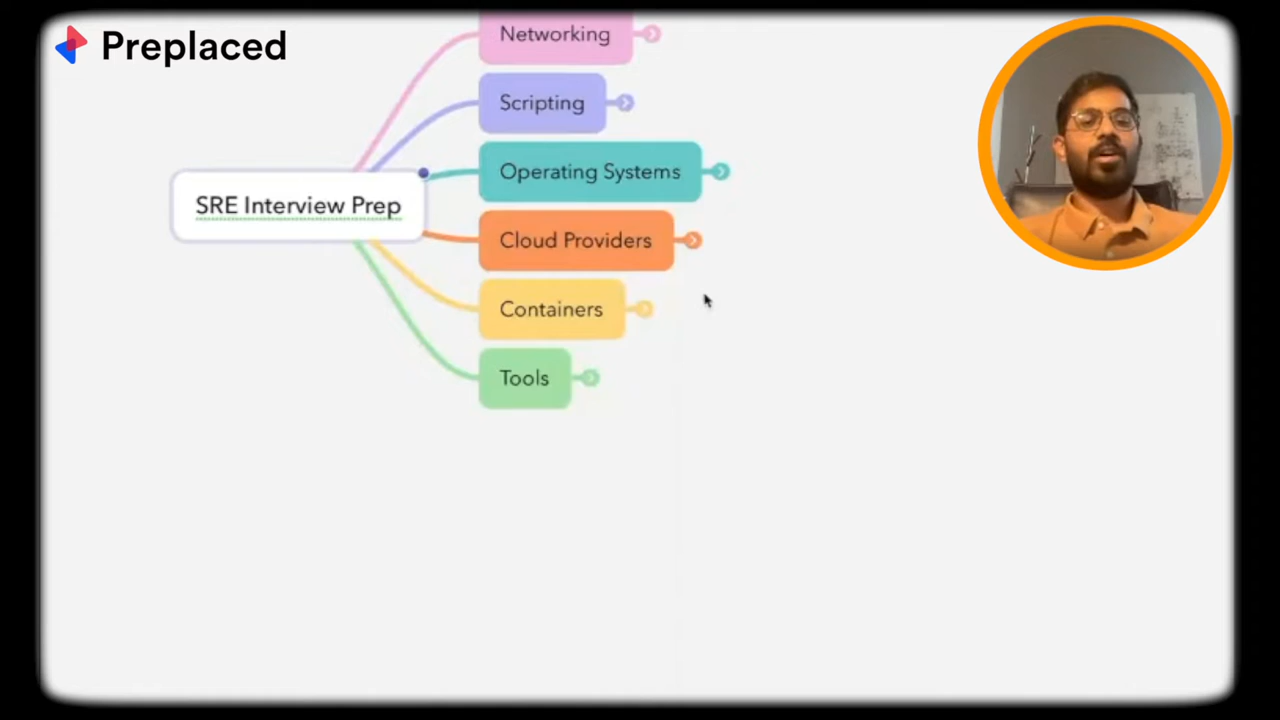 Preplaced
Networking
Scripting
Operating Systems
SRE Interview Prep
Cloud Providers
Containers
Tools